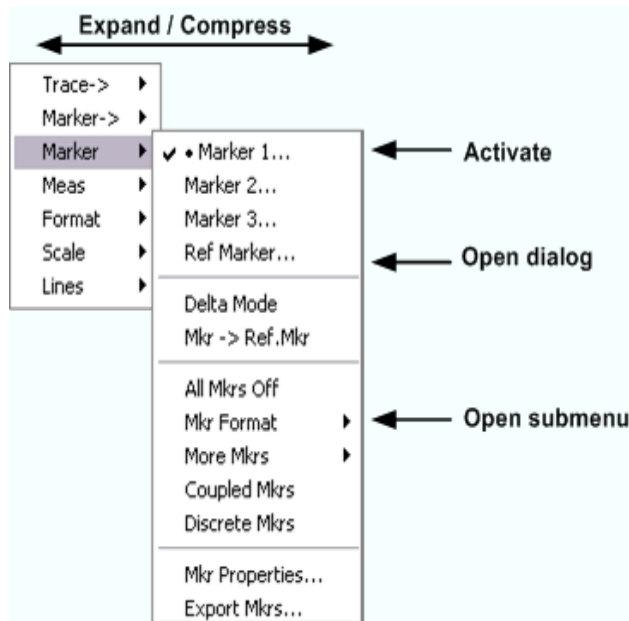 Expand / Compress
Trace->
Marker->
Marker
Meas
Format
Scale
Lines
• Marker 1...
Marker 2...
Marker 3...
Ref Marker...
Delta Mode
Mkr -> Ref.Mkr
All Mkrs Off
Mkr Format
More Mkrs
Coupled Mkrs
Discrete Mkrs
Mkr Properties...
Export Mkrs...
Activate
Open dialog
Open submenu